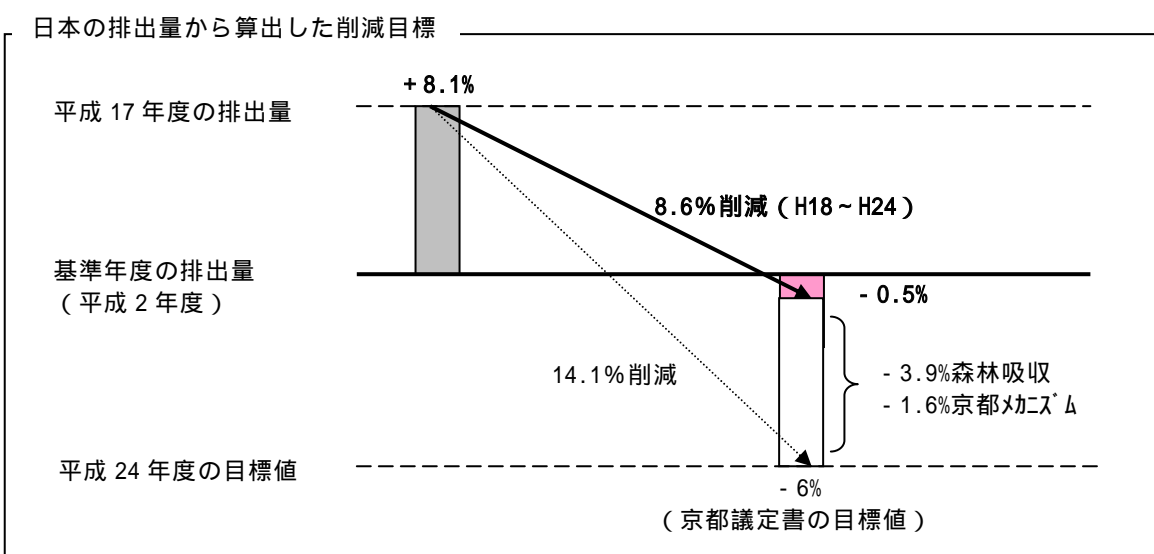 日本の排出量から算出した削減目標
+8.1%
平成 17 年度の排出量
8.6%削減（H18~H24）
基準年度の排出量
（平成 2 年度）
- 0.5%
14.1%削減
- 3.9%森林吸収
- 1.6%京都ﾒｶﾆｽﾞﾑ
平成 24 年度の目標値
- 6%
（京都議定書の目標値）